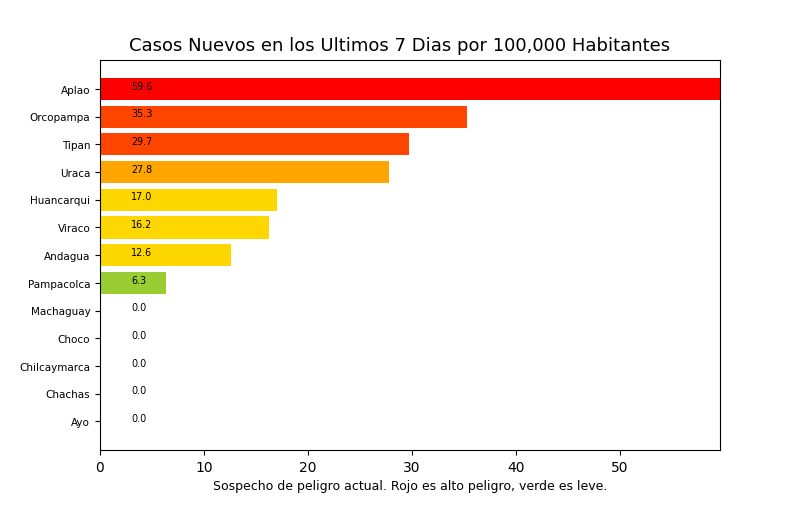 Casos Nuevos en los Ultimos 7 Dias por 100,000 Habitantes
Aplao 59.6
Orcopampa 35.3
Tipan 29.7
Uraca 27.8
Huancarqui 17.0
Viraco 16.2
Andagua 12.6
Pampacolca 6.3
Machaguay 0.0
Choco 0.0
Chilcaymarca 0.0
Chachas 0.0
Ayo 0.0
0 10 20 30 40 50
Sospecho de peligro actual. Rojo es alto peligro, verde es leve.